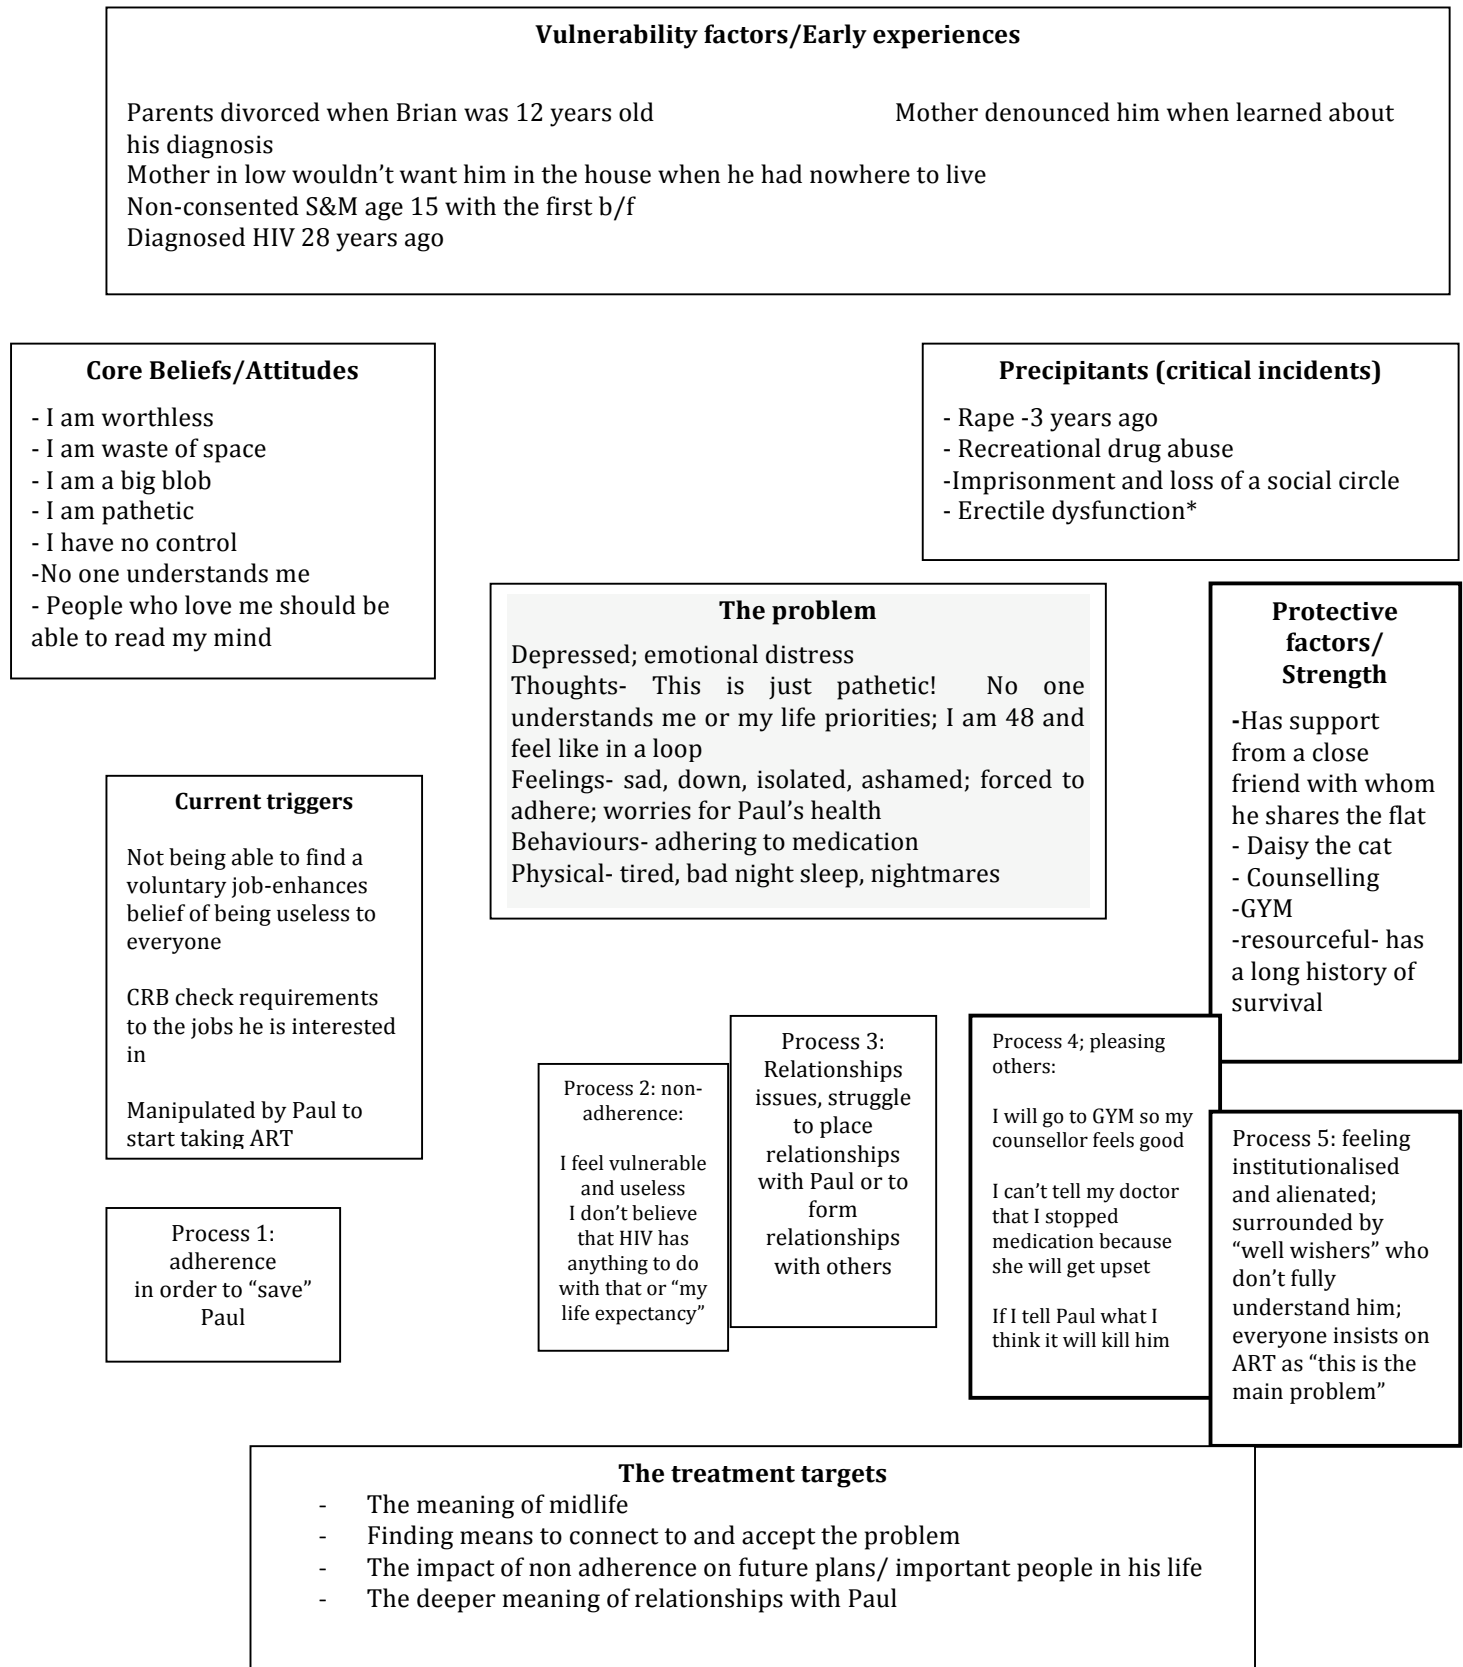 Vulnerability factors/Early experiences
Parents divorced when Brian was 12 years old Mother denounced him when learned about
his diagnosis
Mother in low wouldn't want him in the house when he had nowhere to live
Non-consented S&M age 15 with the first b/f
Diagnosed HIV 28 years ago
Core Beliefs/Attitudes
- I am worthless
- I am waste of space
- I am a big blob
- I am pathetic
- I have no control
-No one understands me
- People who love me should be
able to read my mind
Precipitants (critical incidents)
- Rape -3 years ago
- Recreational drug abuse
-Imprisonment and loss of a social circle
- Erectile dysfunction*
The problem
Depressed; emotional distress
Thoughts- This is just pathetic! No one
understands me or my life priorities; I am 48 and
feel like in a loop
Feelings- sad, down, isolated, ashamed; forced to
adhere; worries for Paul's health
Behaviours- adhering to medication
Physical- tired, bad night sleep, nightmares
Protective
factors/
Strength
-Has support
from a close
friend with whom
he shares the flat
- Daisy the cat
- Counselling
-GYM
-resourceful- has
a long history of
survival
Current triggers
Not being able to find a
voluntary job-enhances
belief of being useless to
everyone
CRB check requirements
to the jobs he is interested
in
Manipulated by Paul to
start taking ART
Process 1:
adherence
in order to “save”
Paul
Process 2: non-
adherence:
I feel vulnerable
and useless
I don't believe
that HIV has
anything to do
with that or “my
life expectancy”
Process 3:
Relationships
issues, struggle
to place
relationships
with Paul or to
form
relationships
with others
Process 4; pleasing
others:
I will go to GYM so my
counsellor feels good
I can't tell my doctor
that I stopped
medication because
she will get upset
If I tell Paul what I
think it will kill him
Process 5: feeling
institutionalised
and alienated;
surrounded by
“well wishers” who
don't fully
understand him;
everyone insists on
ART as “this is the
main problem”
The treatment targets
- The meaning of midlife
- Finding means to connect to and accept the problem
- The impact of non adherence on future plans/ important people in his life
- The deeper meaning of relationships with Paul